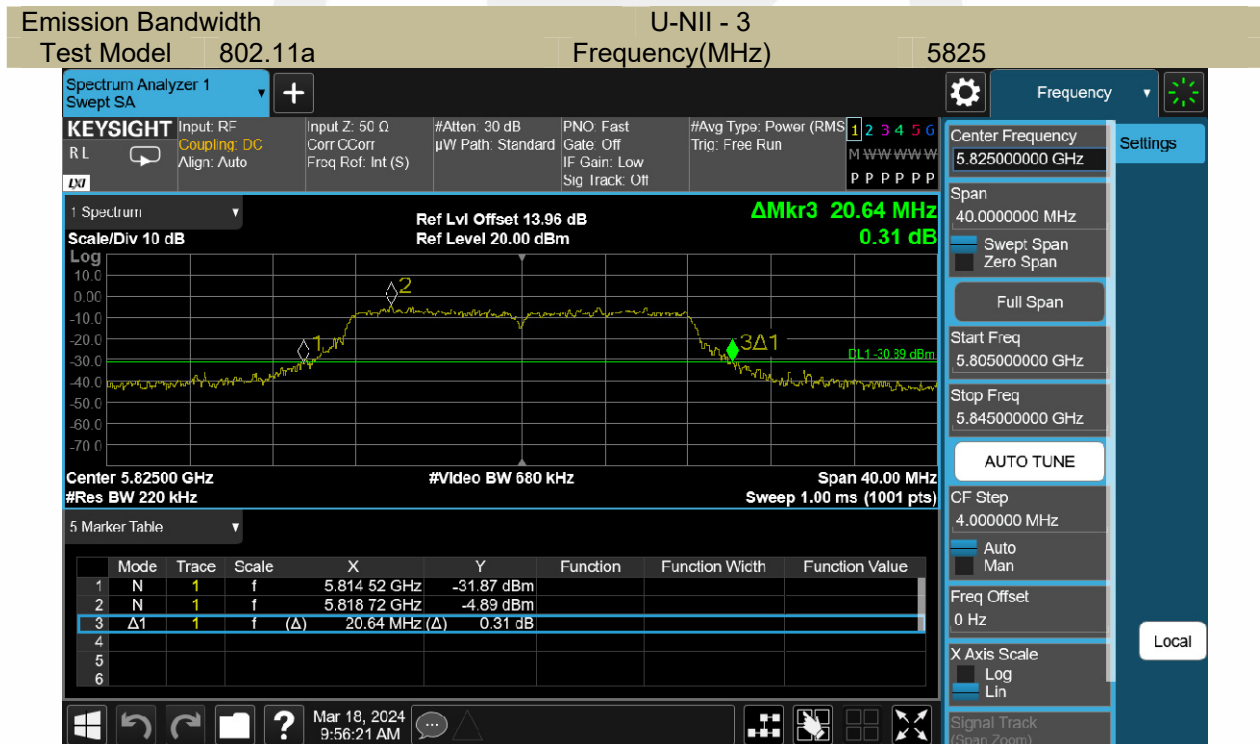 Emission Bandwidth U-NII - 3
Test Model 802.11a Frequency(MHz) 5825
Spectrum Analyzer 1
Swept SA
+
Frequency
KEYSIGHT
RL
LXI
Input: RF
Coupling: DC
Align: Auto
Input Z: 50 Ω
Corr CCorr
Freq Ref: Int (S)
#Atten: 30 dB
µW Path: Standard
PNO: Fast
Gate: Off
IF Gain: Low
Sig Track: Off
#Avg Type: Power (RMS
Trig: Free Run
1 2 3 4 5 6
M W W W W W
P P P P P P
1 Spectrum
Scale/Div 10 dB
Ref Lvl Offset 13.96 dB
Ref Level 20.00 dBm
ΔMkr3 20.64 MHz
0.31 dB
Log
10.0
0.00
-10.0
-20.0
-30.0
-40.0
-50.0
-60.0
-70.0
2
1
3Δ1
DL1 -30.89 dBm
Center 5.82500 GHz
#Video BW 680 kHz
Span 40.00 MHz
#Res BW 220 kHz
Sweep 1.00 ms (1001 pts)
5 Marker Table
Mode Trace Scale X Y Function Function Width Function Value
1 N 1 f 5.814 52 GHz -31.87 dBm
2 N 1 f 5.818 72 GHz -4.89 dBm
3 Δ1 1 f (Δ) 20.64 MHz (Δ) 0.31 dB
4
5
6
Center Frequency
5.825000000 GHz
Settings
Span
40.0000000 MHz
Swept Span
Zero Span
Full Span
Start Freq
5.805000000 GHz
Stop Freq
5.845000000 GHz
AUTO TUNE
CF Step
4.000000 MHz
Auto
Man
Freq Offset
0 Hz
Local
X Axis Scale
Log
Lin
Signal Track
(Span Zoom)
?
Mar 18, 2024
9:56:21 AM